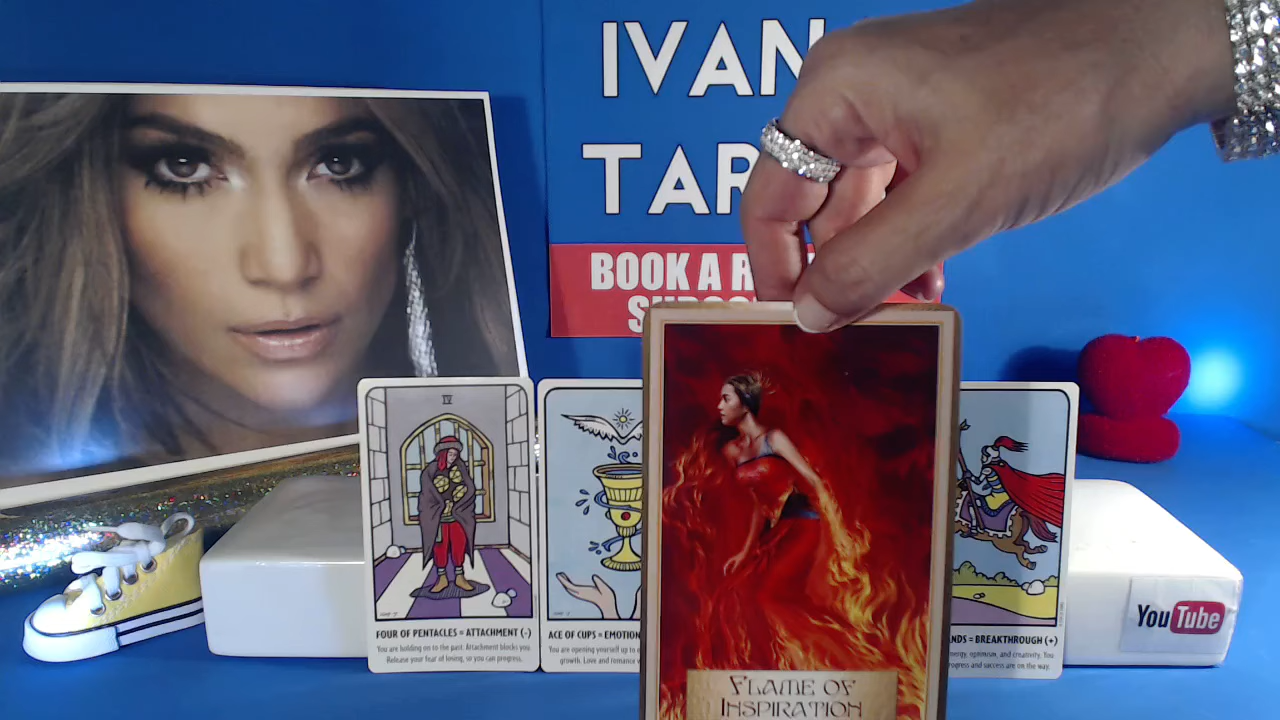 IVAN
TAR
BOOK A R
IV
FOUR OF PENTACLES = ATTACHMENT (-)
You are holding on to the past. Attachment blocks you.
Release your fear of losing, so you can progress.
ACE OF CUPS = EMOTION
You are opening yourself up to e
growth. Love and romance
FLAME OF
INSPIRATION
NDS = BREAKTHROUGH (+)
nergy, optimism, and creativity. You
rogress and success are on the way.
YouTube